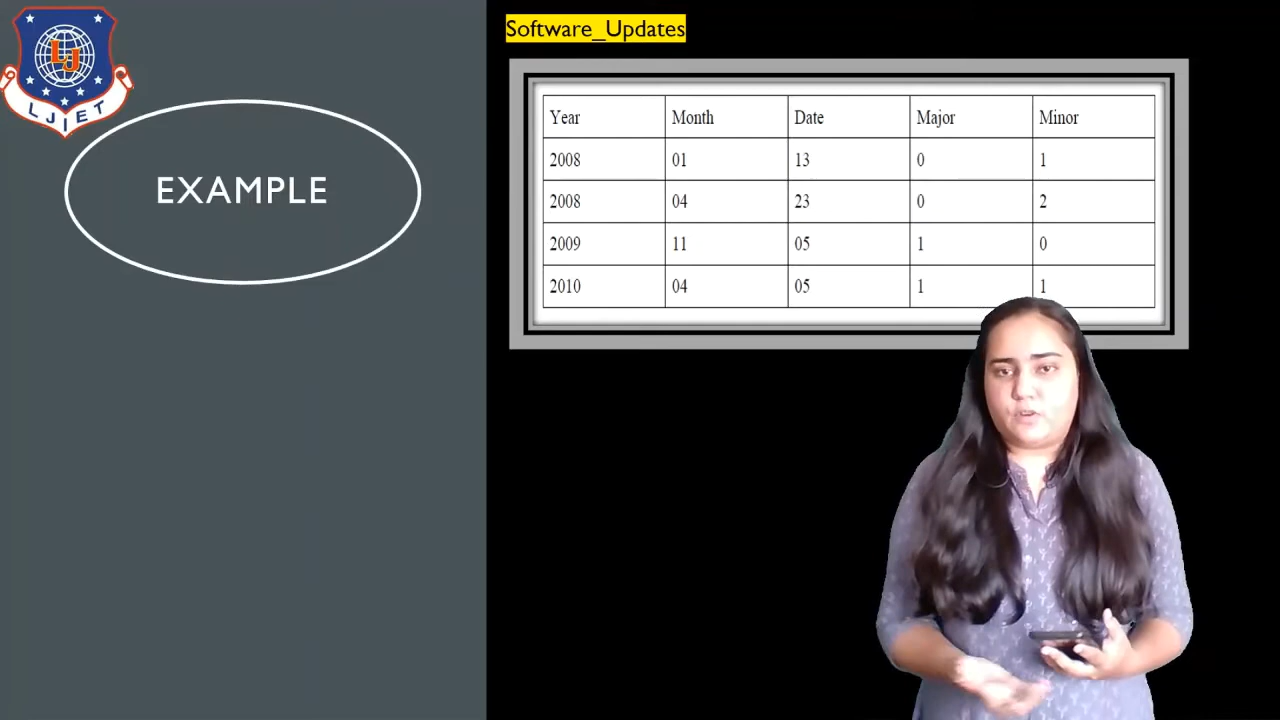 LJ
LJIET
EXAMPLE
Software_Updates
Year Month Date Major Minor
2008 01 13 0 1
2008 04 23 0 2
2009 11 05 1 0
2010 04 05 1 1